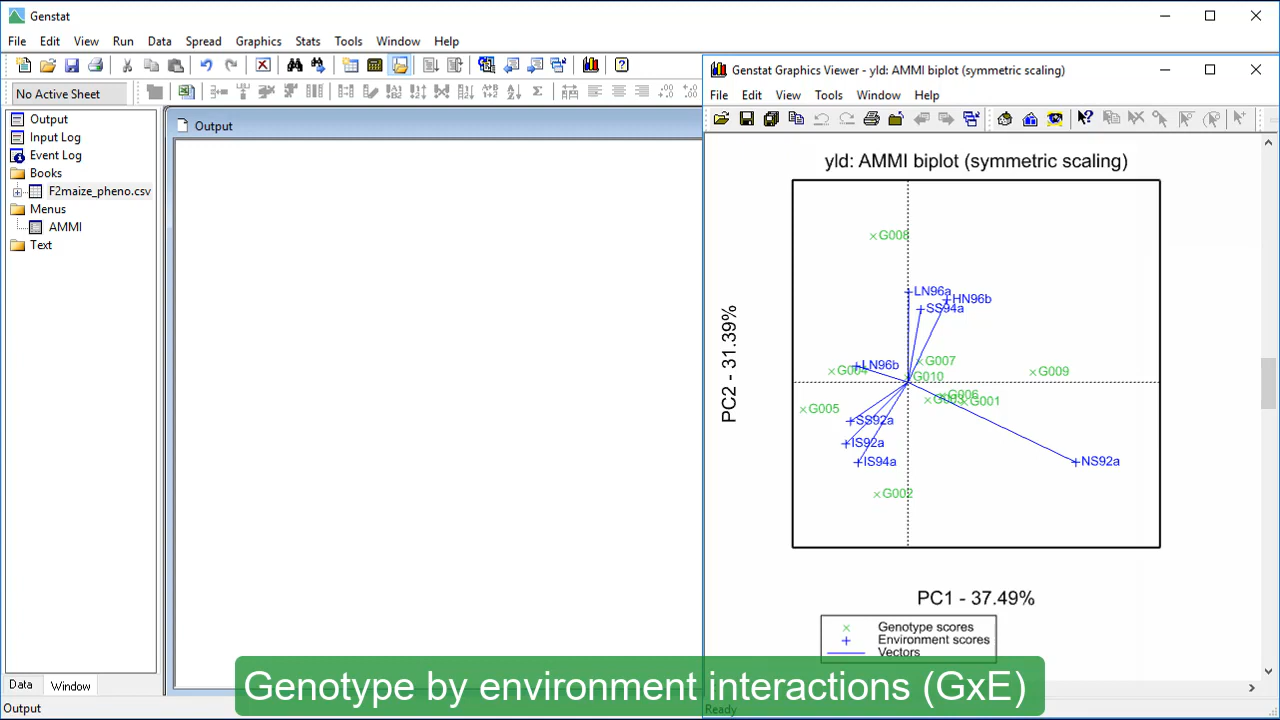 Genstat
File Edit View Run Data Spread Graphics Stats Tools Window Help
No Active Sheet
Output
Input Log
Event Log
Books
F2maize_pheno.csv
Menus
AMMI
Text
Data Window
Output
Output
Genstat Graphics Viewer - yld: AMMI biplot (symmetric scaling)
File Edit View Tools Window Help
yld: AMMI biplot (symmetric scaling)
G008
LN96a
HN96b
SS94a
G007
LN96b
G004
G010
G009
G006
G003
G001
G005
SS92a
IS92a
IS94a
NS92a
G002
PC2 - 31.39%
PC1 - 37.49%
Genotype scores
Environment scores
Vectors
Genotype by environment interactions (GxE)
Ready